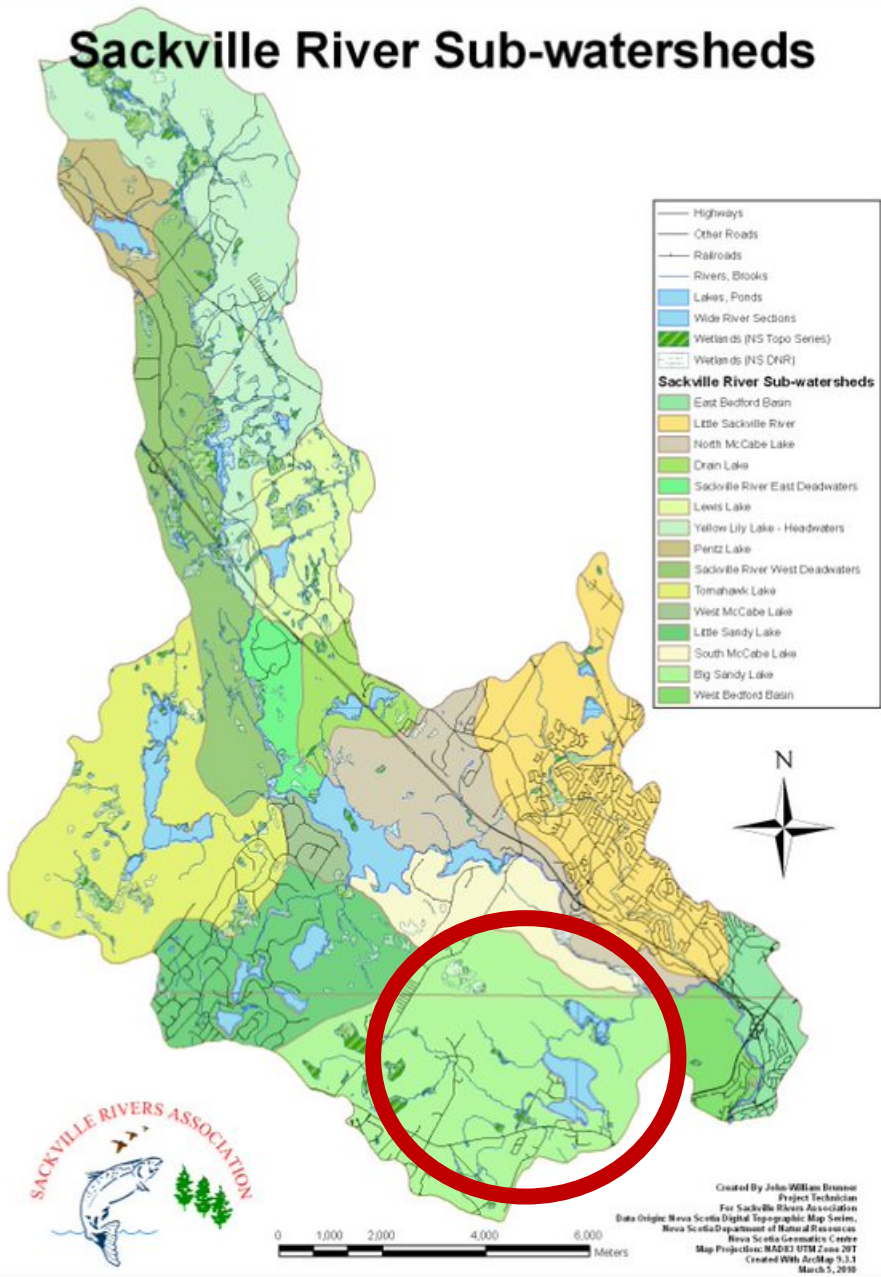 Sackville River Sub-watersheds
Highways
Other Roads
Railroads
Rivers, Brooks
Lakes, Ponds
Wide River Sections
Wetlands (NS Topo Series)
Wetlands (NS DNR)
Sackville River Sub-watersheds
East Bedford Basin
Little Sackville River
North McCabe Lake
Drain Lake
Sackville River East Deadwaters
Lewis Lake
Yellow Lily Lake - Headwaters
Pentz Lake
Sackville River West Deadwaters
Tomahawk Lake
West McCabe Lake
Little Sandy Lake
South McCabe Lake
Big Sandy Lake
West Bedford Basin
N
SACKVILLE RIVERS ASSOCIATION
0 1,000 2,000 4,000 6,000
Meters
Created By John-William Brunner
Project Technician
For Sackville Rivers Association
Data Origin: Nova Scotia Digital Topographic Map Series,
Nova Scotia Department of Natural Resources
Nova Scotia Geomatics Centre
Map Projection: NAD83 UTM Zone 20T
Created With ArcMap 9.3.1
March 5, 2010